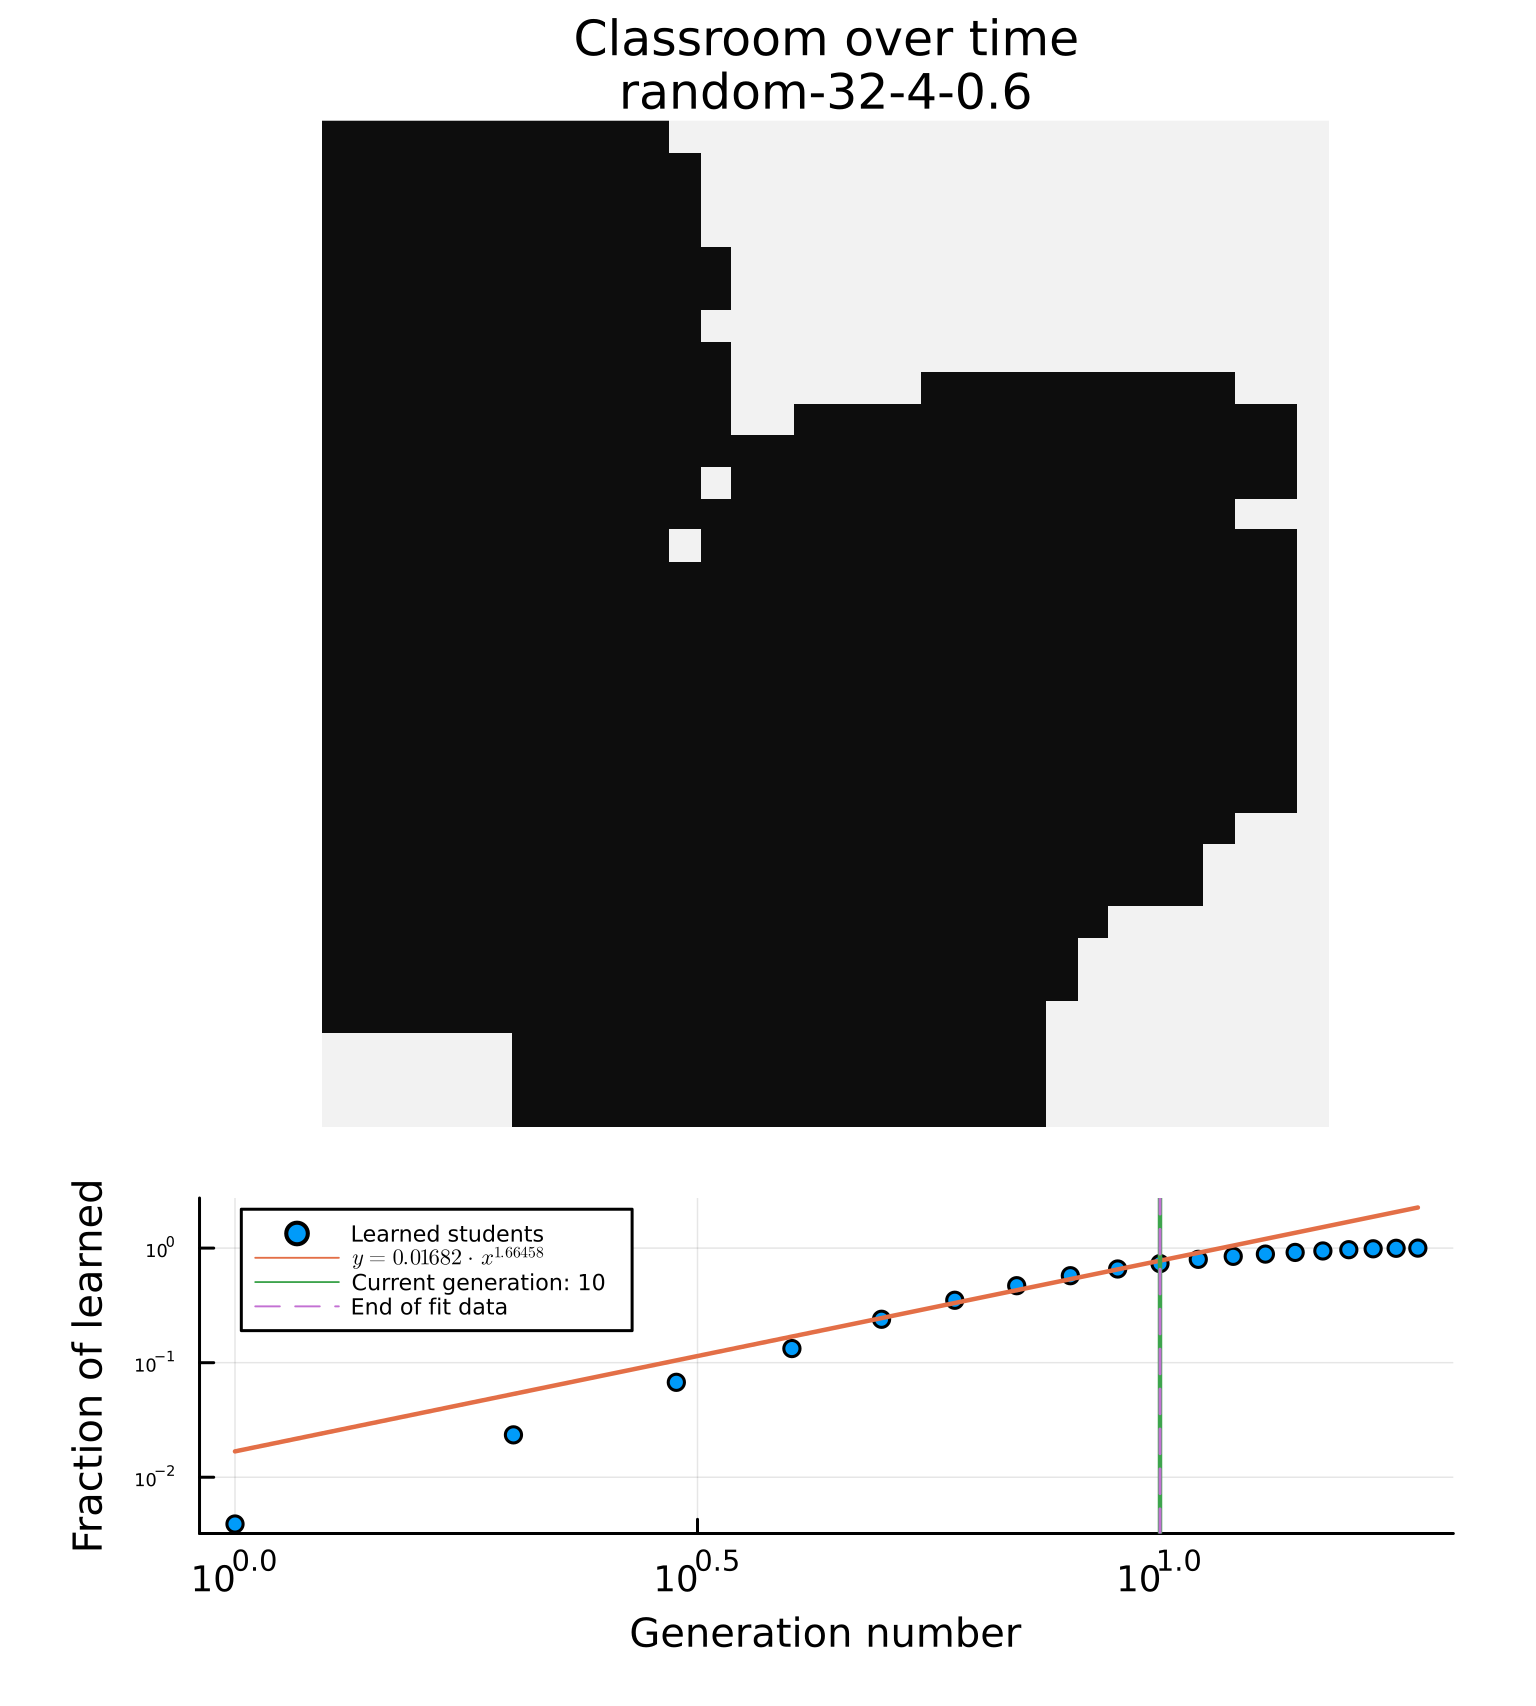 Classroom over time
random-32-4-0.6
Fraction of learned
10⁰
10⁻¹
10⁻²
Learned students
y = 0.01682 · x^1.66458
Current generation: 10
End of fit data
10^0.0
10^0.5
10^1.0
Generation number